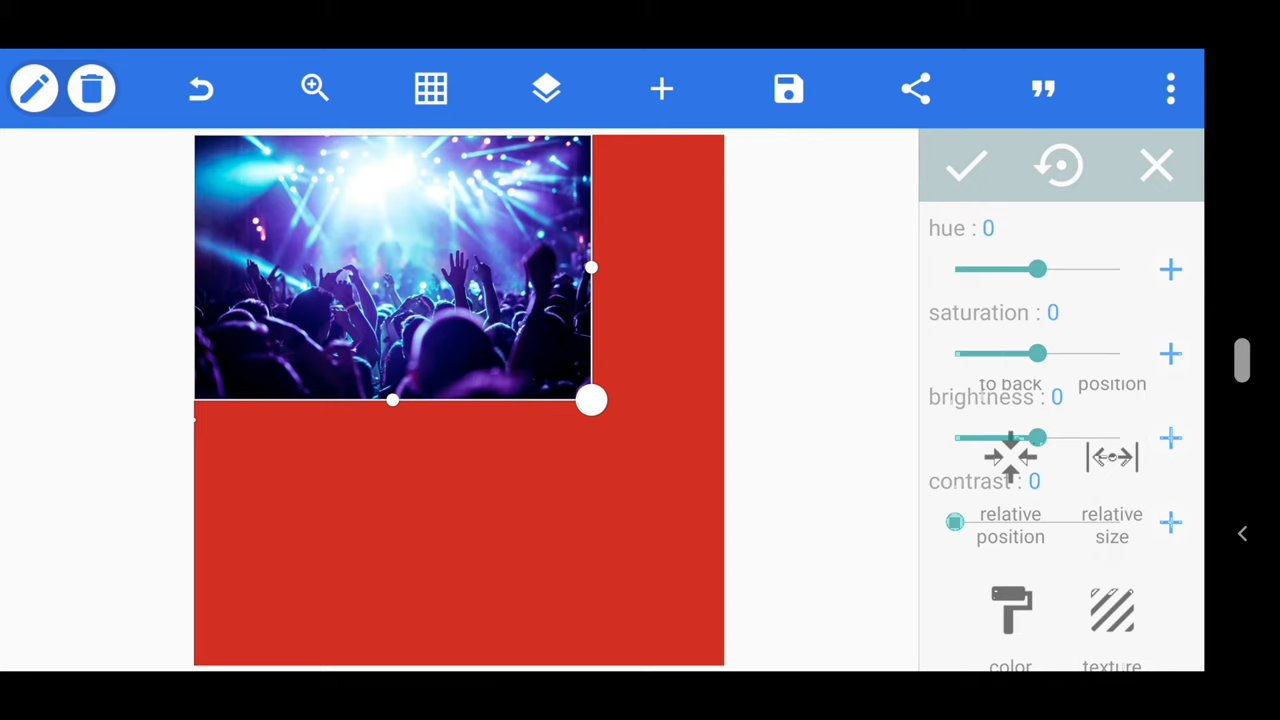 hue : 0
saturation : 0
to back position
brightness : 0
contrast : 0
relative position
relative size
color texture